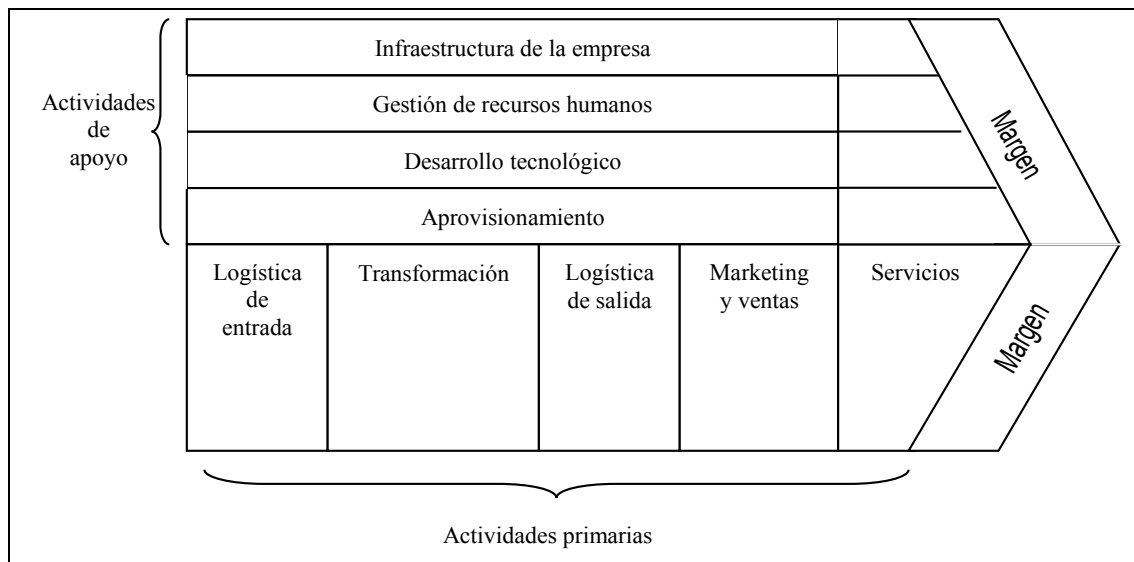 Infraestructura de la empresa
Actividades
de
apoyo
Gestión de recursos humanos
Desarrollo tecnológico
Aprovisionamiento
Margen
Logística
de
entrada
Transformación
Logística
de salida
Marketing
y ventas
Servicios
Margen
Actividades primarias